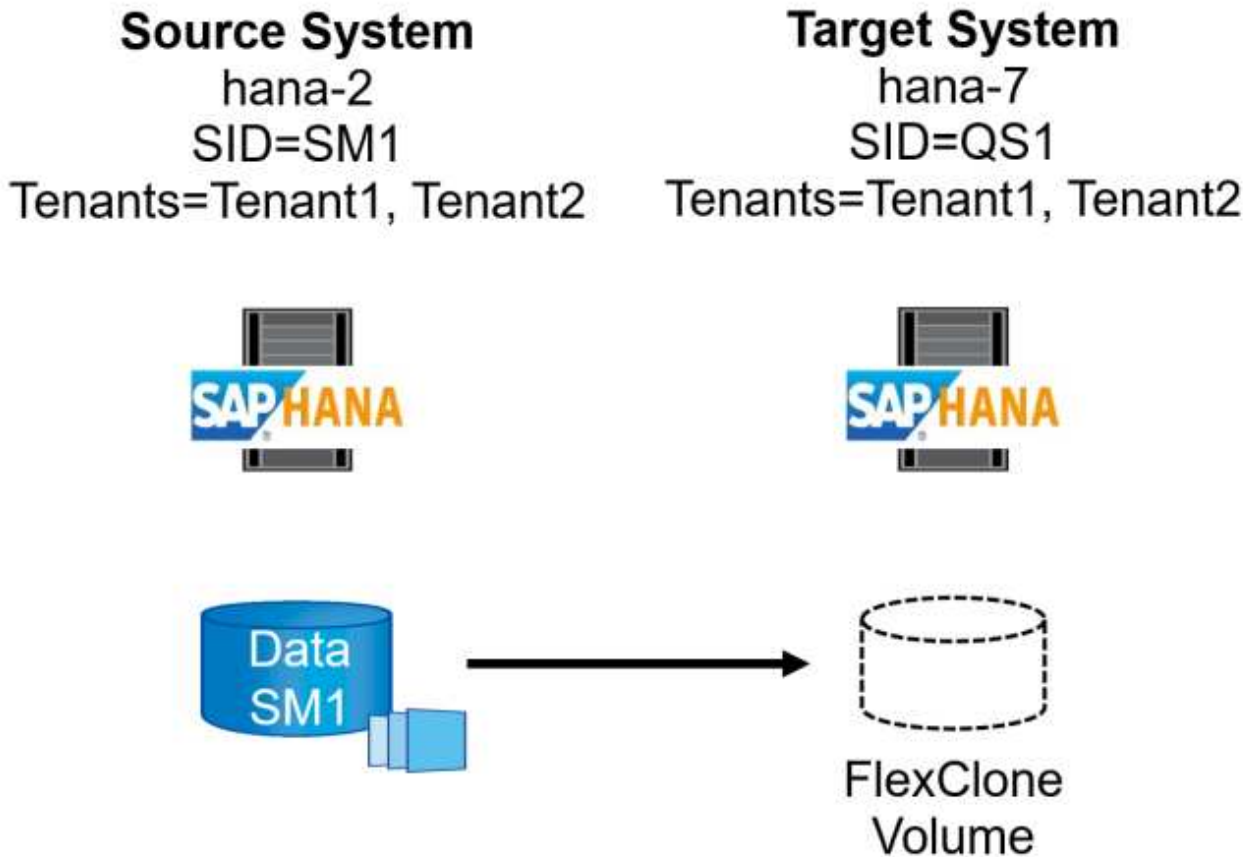 Source System
hana-2
SID=SM1
Tenants=Tenant1, Tenant2
Target System
hana-7
SID=QS1
Tenants=Tenant1, Tenant2
SAP HANA
SAP HANA
Data
SM1
FlexClone
Volume